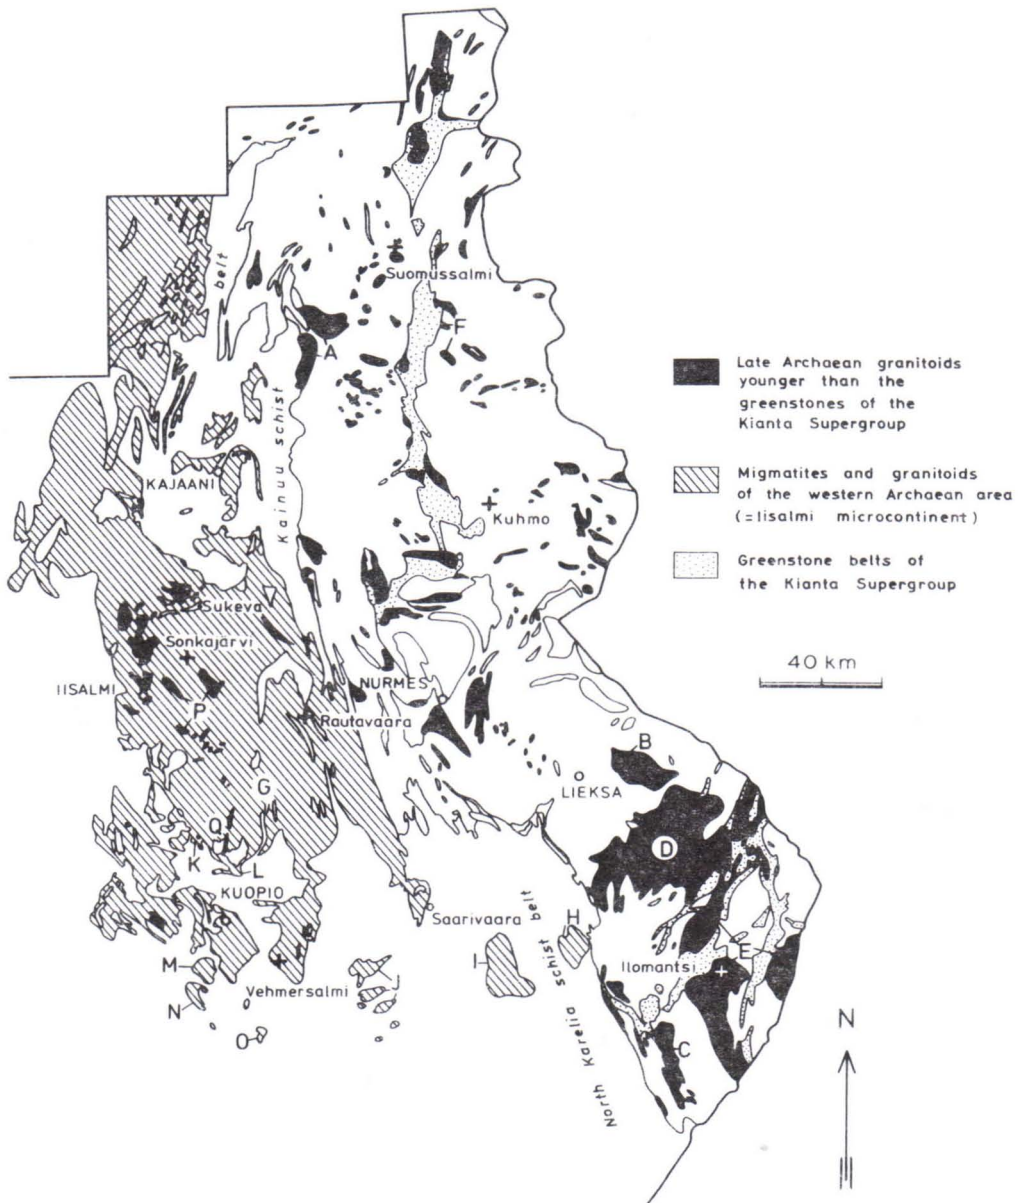 Suomussalmi
belt
A
F
Late Archaean granitoids
younger than the
greenstones of the
Kianta Supergroup
Kainuu schist
KAJAANI
Migmatites and granitoids
of the western Archaean area
(=Iisalmi microcontinent)
Kuhmo
Greenstone belts of
the Kianta Supergroup
Sukeva
Sonkajärvi
40 km
IISALMI
NURMES
P
Rautavaara
B
G
LIEKSA
Q
D
K
L
KUOPIO
Saarivaara
H
E
M
I
Ilomantsi
J
N
Vehmersalmi
O
C
North Karelia schist belt
N